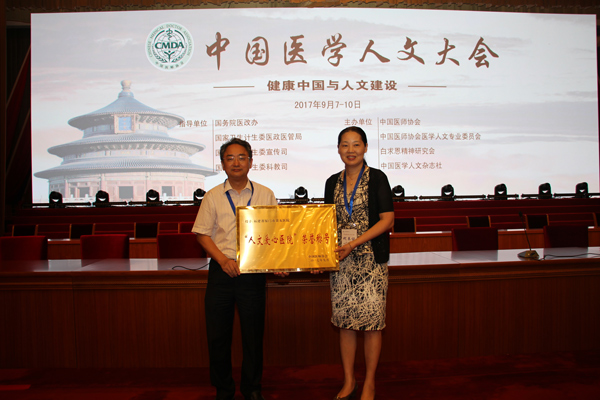 CMDA
中国医学人文大会
健康中国与人文建设
2017年9月7-10日
指导单位 国务院医改办
国家卫生计生委医政医管局
生委宣传司
生委科教司
主办单位 中国医师协会
中国医师协会医学人文专业委员会
白求恩精神研究会
中国医学人文杂志社
“人文爱心医院”荣誉称号